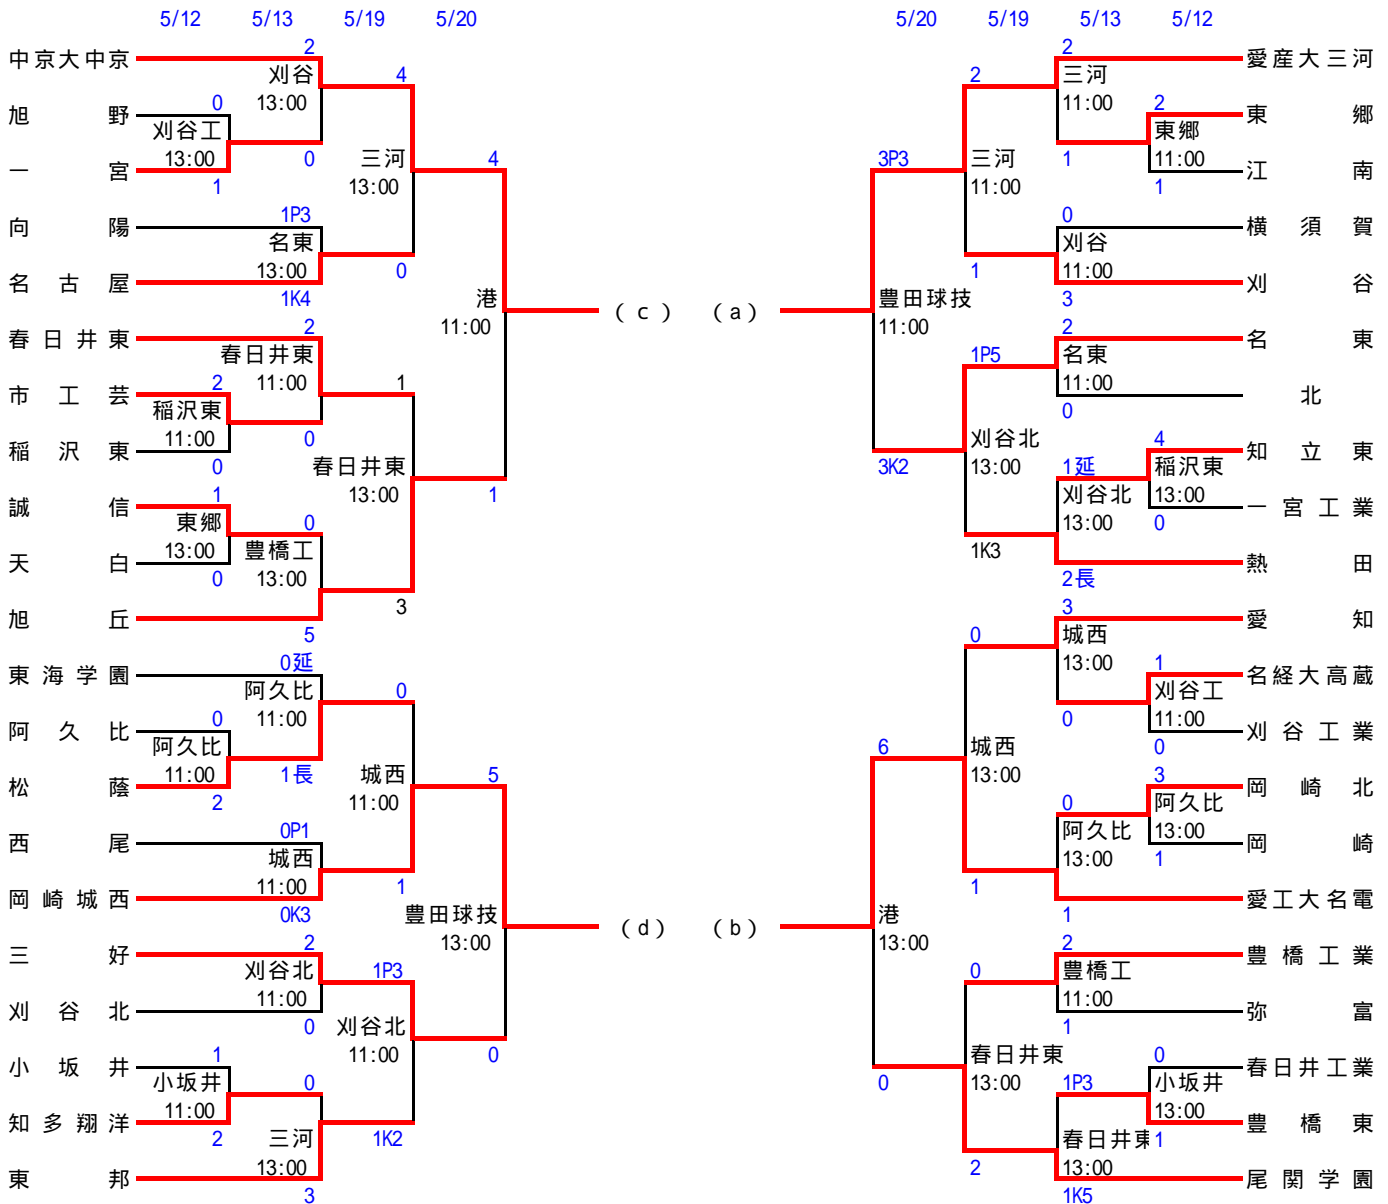 5/12 5/13 5/19 5/20 5/20 5/19 5/13 5/12
2 2
中京大中京 愛産大三河
刈谷 4 2 三河
0 13:00 11:00 2
旭野 東郷
刈谷工 東郷
13:00 0 三河 4 3P3 三河 1 11:00
一宮 13:00 11:00 江南
1 1
1P3 0
向陽 横須賀
名東 刈谷
13:00 0 1 11:00
名古屋 刈谷
1K4 港 豊田球技 3
(c) (a)
2 11:00 11:00 2
春日井東 名東
春日井東 1 1P5 名東
2 11:00 11:00
市工芸 北
稲沢東 0
11:00 0 刈谷北 4
稲沢東 知立東
0 春日井東 13:00 1延 稲沢東
1 13:00 1 3K2 刈谷北 13:00
誠信 一宮工業
東郷 0 13:00 0
13:00 豊橋工 1K3
天白 熱田
0 13:00 3 2長
3
旭丘 愛知
5 0 城西
0延 13:00 1
東海学園 名経大高蔵
阿久比 0 刈谷工
0 11:00 0 11:00
阿久比 刈谷工業
阿久比 城西 5 6 城西 0
11:00 1長 11:00 13:00 0 3
松蔭 岡崎北
2 阿久比 阿久比
0P1 13:00 13:00
西尾 岡崎
城西 1
11:00 1 1
岡崎城西 愛工大名電
0K3 豊田球技 港 1
(d) (b)
2 13:00 13:00 2
三好 豊橋工業
刈谷北 1P3 0 豊橋工
11:00 11:00
刈谷北 弥富
0 刈谷北 1
1 11:00 0 春日井東 0
小坂井 春日井工業
小坂井 0 0 13:00 1P3 小坂井
11:00 13:00
知多翔洋 豊橋東
2 三河 1K2 春日井東 1
13:00 2 13:00
東邦 尾関学園
3 1K5